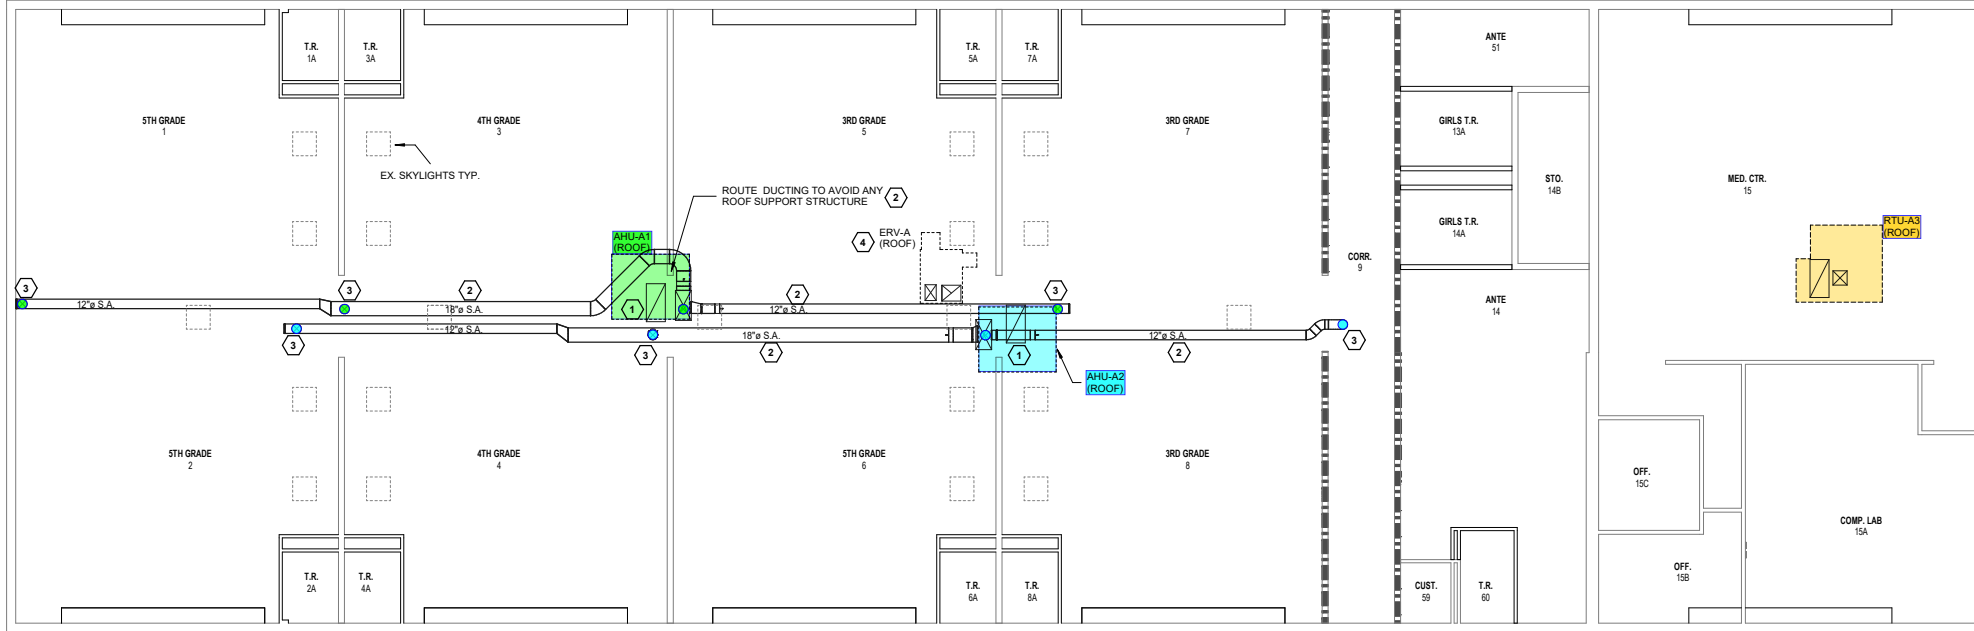 ANTE
51
T.R.
1A
T.R.
3A
T.R.
5A
T.R.
7A
5TH GRADE
1
4TH GRADE
3
3RD GRADE
5
3RD GRADE
7
GIRLS T.R.
13A
EX. SKYLIGHTS TYP.
STO.
14B
MED. CTR.
15
ROUTE DUCTING TO AVOID ANY
ROOF SUPPORT STRUCTURE
2
GIRLS T.R.
14A
RTU-A3
(ROOF)
AHU-A1
(ROOF)
4
ERV-A
(ROOF)
CORR.
9
3
12"ø S.A.
3
2
18"ø S.A.
1
2
12"ø S.A.
3
ANTE
14
3
12"ø S.A.
3
18"ø S.A.
2
1
12"ø S.A.
2
3
AHU-A2
(ROOF)
5TH GRADE
2
4TH GRADE
4
5TH GRADE
6
3RD GRADE
8
OFF.
15C
COMP. LAB
15A
T.R.
2A
T.R.
4A
T.R.
6A
T.R.
8A
CUST.
59
T.R.
60
OFF.
15B